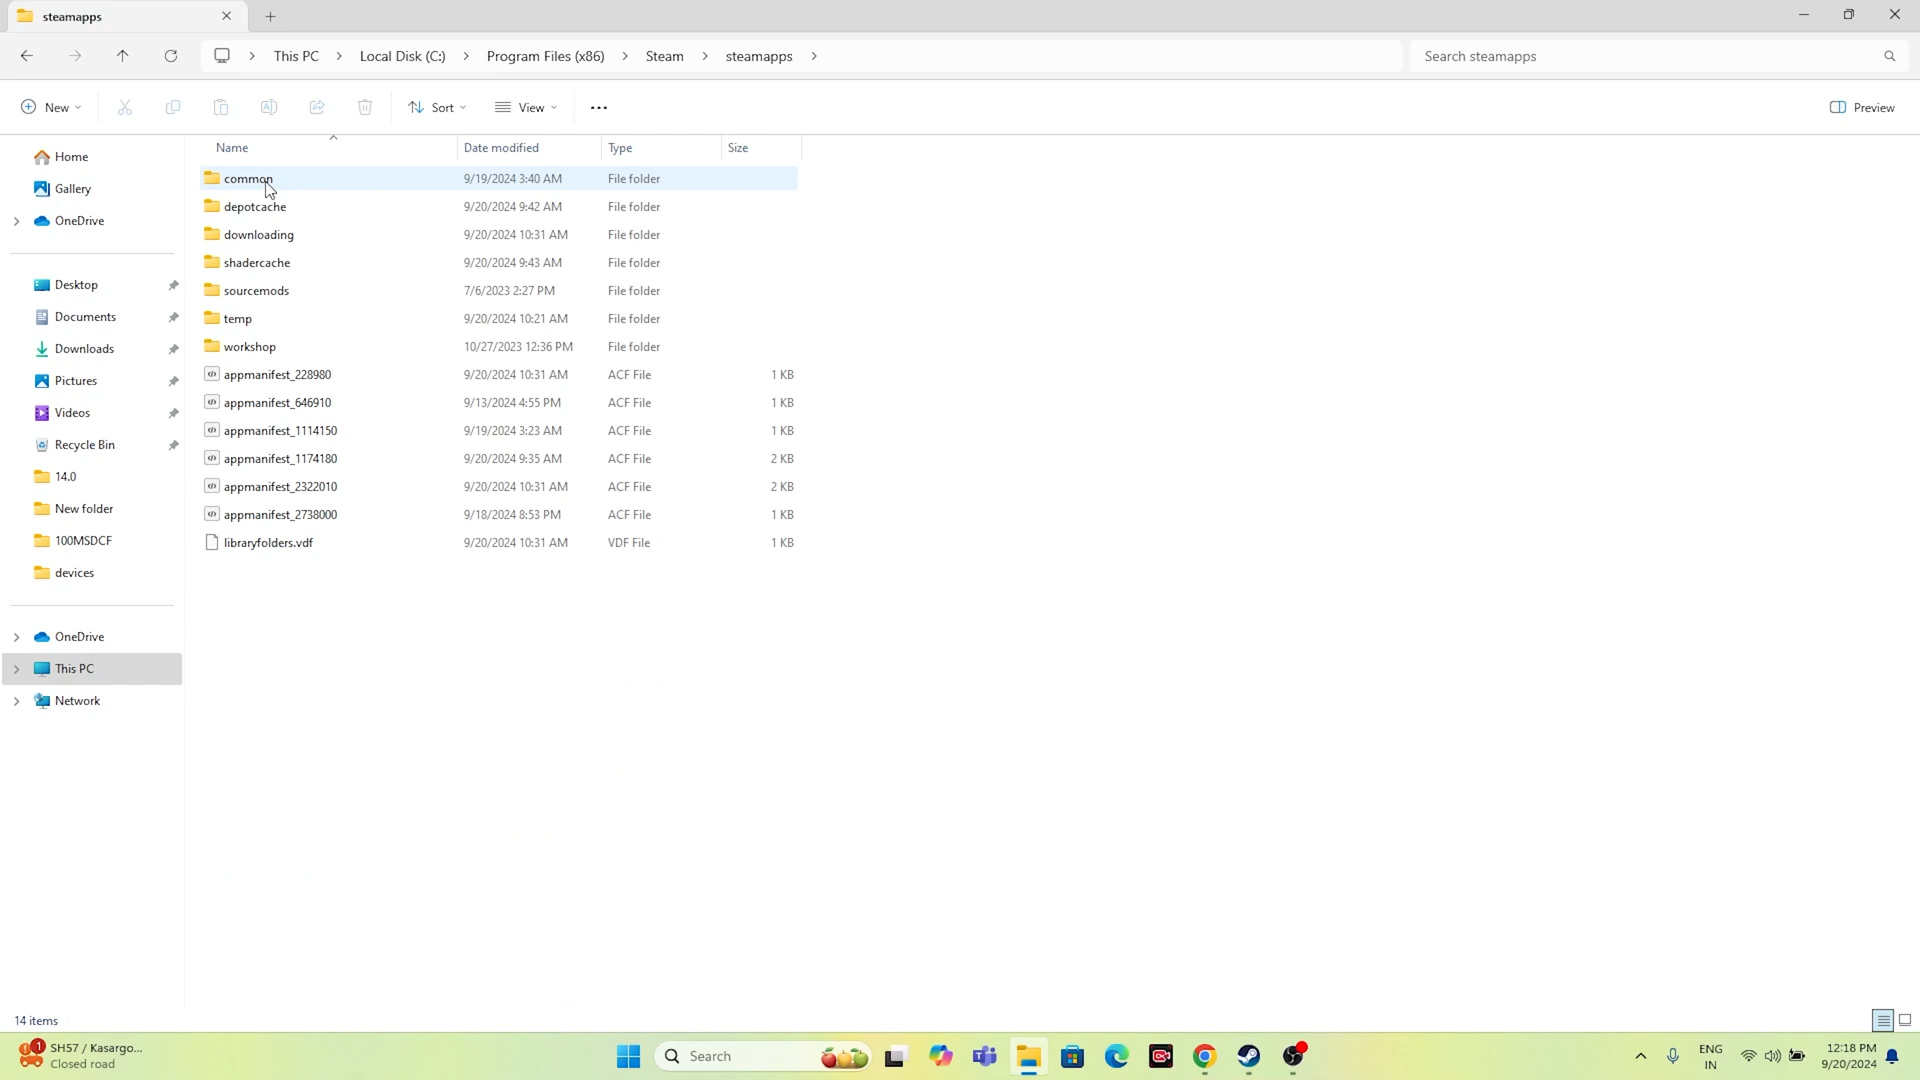 steamapps
This PC
Local Disk (C:)
Program Files (x86)
Steam
steamapps
Search steamapps
New
Sort
View
Preview
Home
Gallery
OneDrive
Desktop
Documents
Downloads
Pictures
Videos
Recycle Bin
14.0
New folder
100MSDCF
devices
OneDrive
This PC
Network
Name Date modified Type Size
common 9/19/2024 3:40 AM File folder
depotcache 9/20/2024 9:42 AM File folder
downloading 9/20/2024 10:31 AM File folder
shadercache 9/20/2024 9:43 AM File folder
sourcemods 7/6/2023 2:27 PM File folder
temp 9/20/2024 10:21 AM File folder
workshop 10/27/2023 12:36 PM File folder
appmanifest_228980 9/20/2024 10:31 AM ACF File 1 KB
appmanifest_646910 9/13/2024 4:55 PM ACF File 1 KB
appmanifest_1114150 9/19/2024 3:23 AM ACF File 1 KB
appmanifest_1174180 9/20/2024 9:35 AM ACF File 2 KB
appmanifest_2322010 9/20/2024 10:31 AM ACF File 2 KB
appmanifest_2738000 9/18/2024 8:53 PM ACF File 1 KB
libraryfolders.vdf 9/20/2024 10:31 AM VDF File 1 KB
14 items
1
SH57 / Kasargo...
Closed road
Search
ENG
IN
12:18 PM
9/20/2024